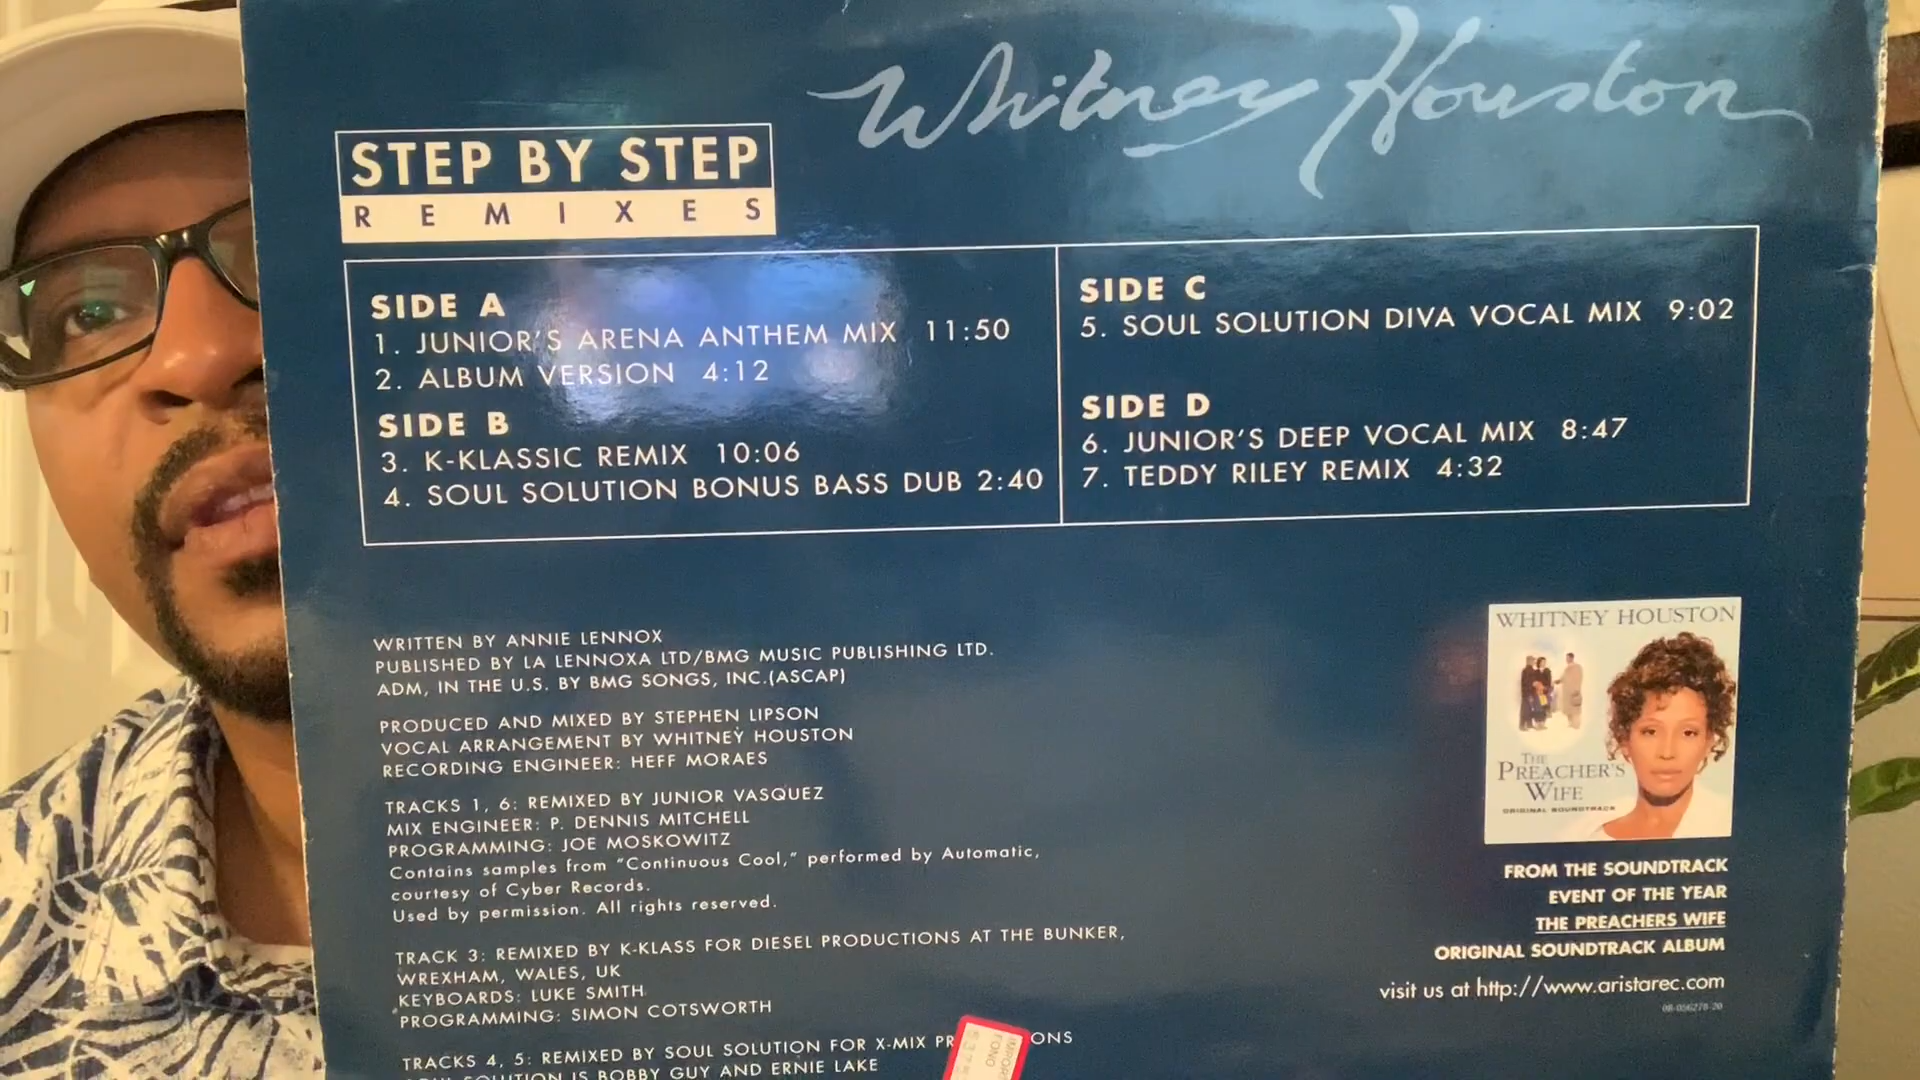 Whitney Houston
STEP BY STEP
REMIXES
SIDE A
1. JUNIOR'S ARENA ANTHEM MIX 11:50
2. ALBUM VERSION 4:12
SIDE B
3. K-KLASSIC REMIX 10:06
4. SOUL SOLUTION BONUS BASS DUB 2:40
SIDE C
5. SOUL SOLUTION DIVA VOCAL MIX 9:02
SIDE D
6. JUNIOR'S DEEP VOCAL MIX 8:47
7. TEDDY RILEY REMIX 4:32
WRITTEN BY ANNIE LENNOX
PUBLISHED BY LA LENNOXA LTD/BMG MUSIC PUBLISHING LTD.
ADM, IN THE U.S. BY BMG SONGS, INC.(ASCAP)
PRODUCED AND MIXED BY STEPHEN LIPSON
VOCAL ARRANGEMENT BY WHITNEY HOUSTON
RECORDING ENGINEER: HEFF MORAES
TRACKS 1, 6: REMIXED BY JUNIOR VASQUEZ
MIX ENGINEER: P. DENNIS MITCHELL
PROGRAMMING: JOE MOSKOWITZ
Contains samples from "Continuous Cool," performed by Automatic,
courtesy of Cyber Records.
Used by permission. All rights reserved.
TRACK 3: REMIXED BY K-KLASS FOR DIESEL PRODUCTIONS AT THE BUNKER,
WREXHAM, WALES, UK
KEYBOARDS: LUKE SMITH
PROGRAMMING: SIMON COTSWORTH
TRACKS 4, 5: REMIXED BY SOUL SOLUTION FOR X-MIX PR ONS
SOLUTION IS BOBBY GUY AND ERNIE LAKE
WHITNEY HOUSTON
THE
PREACHER'S
WIFE
ORIGINAL SOUNDTRACK
FROM THE SOUNDTRACK
EVENT OF THE YEAR
THE PREACHERS WIFE
ORIGINAL SOUNDTRACK ALBUM
visit us at http://www.aristarec.com